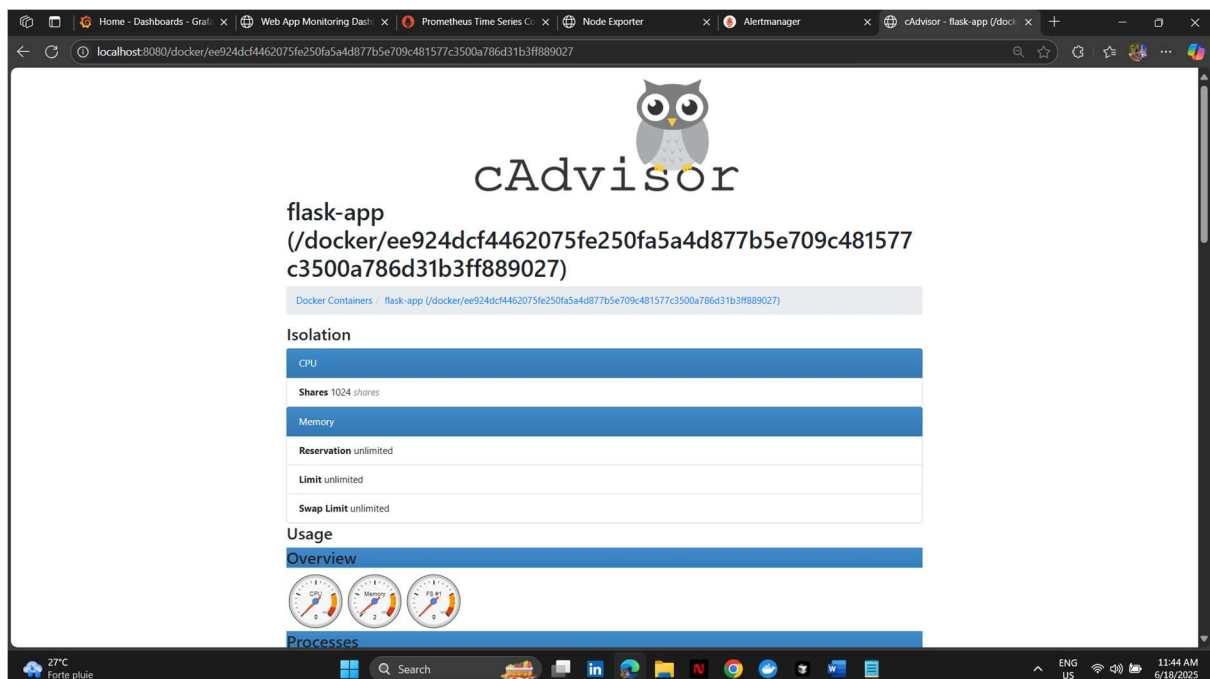 Home - Dashboards - Grafa
Web App Monitoring Dash
Prometheus Time Series Co
Node Exporter
Alertmanager
cAdvisor - flask-app (/dock
localhost:8080/docker/ee924dcf4462075fe250fa5a4d877b5e709c481577c3500a786d31b3ff889027
cAdvisor
flask-app
(/docker/ee924dcf4462075fe250fa5a4d877b5e709c481577
c3500a786d31b3ff889027)
Docker Containers / flask-app (/docker/ee924dcf4462075fe250fa5a4d877b5e709c481577c3500a786d31b3ff889027)
Isolation
CPU
Shares 1024 shares
Memory
Reservation unlimited
Limit unlimited
Swap Limit unlimited
Usage
Overview
CPU
0
Memory
2
FS #1
0
Processes
27°C
Forte pluie
Search
ENG
US
11:44 AM
6/18/2025